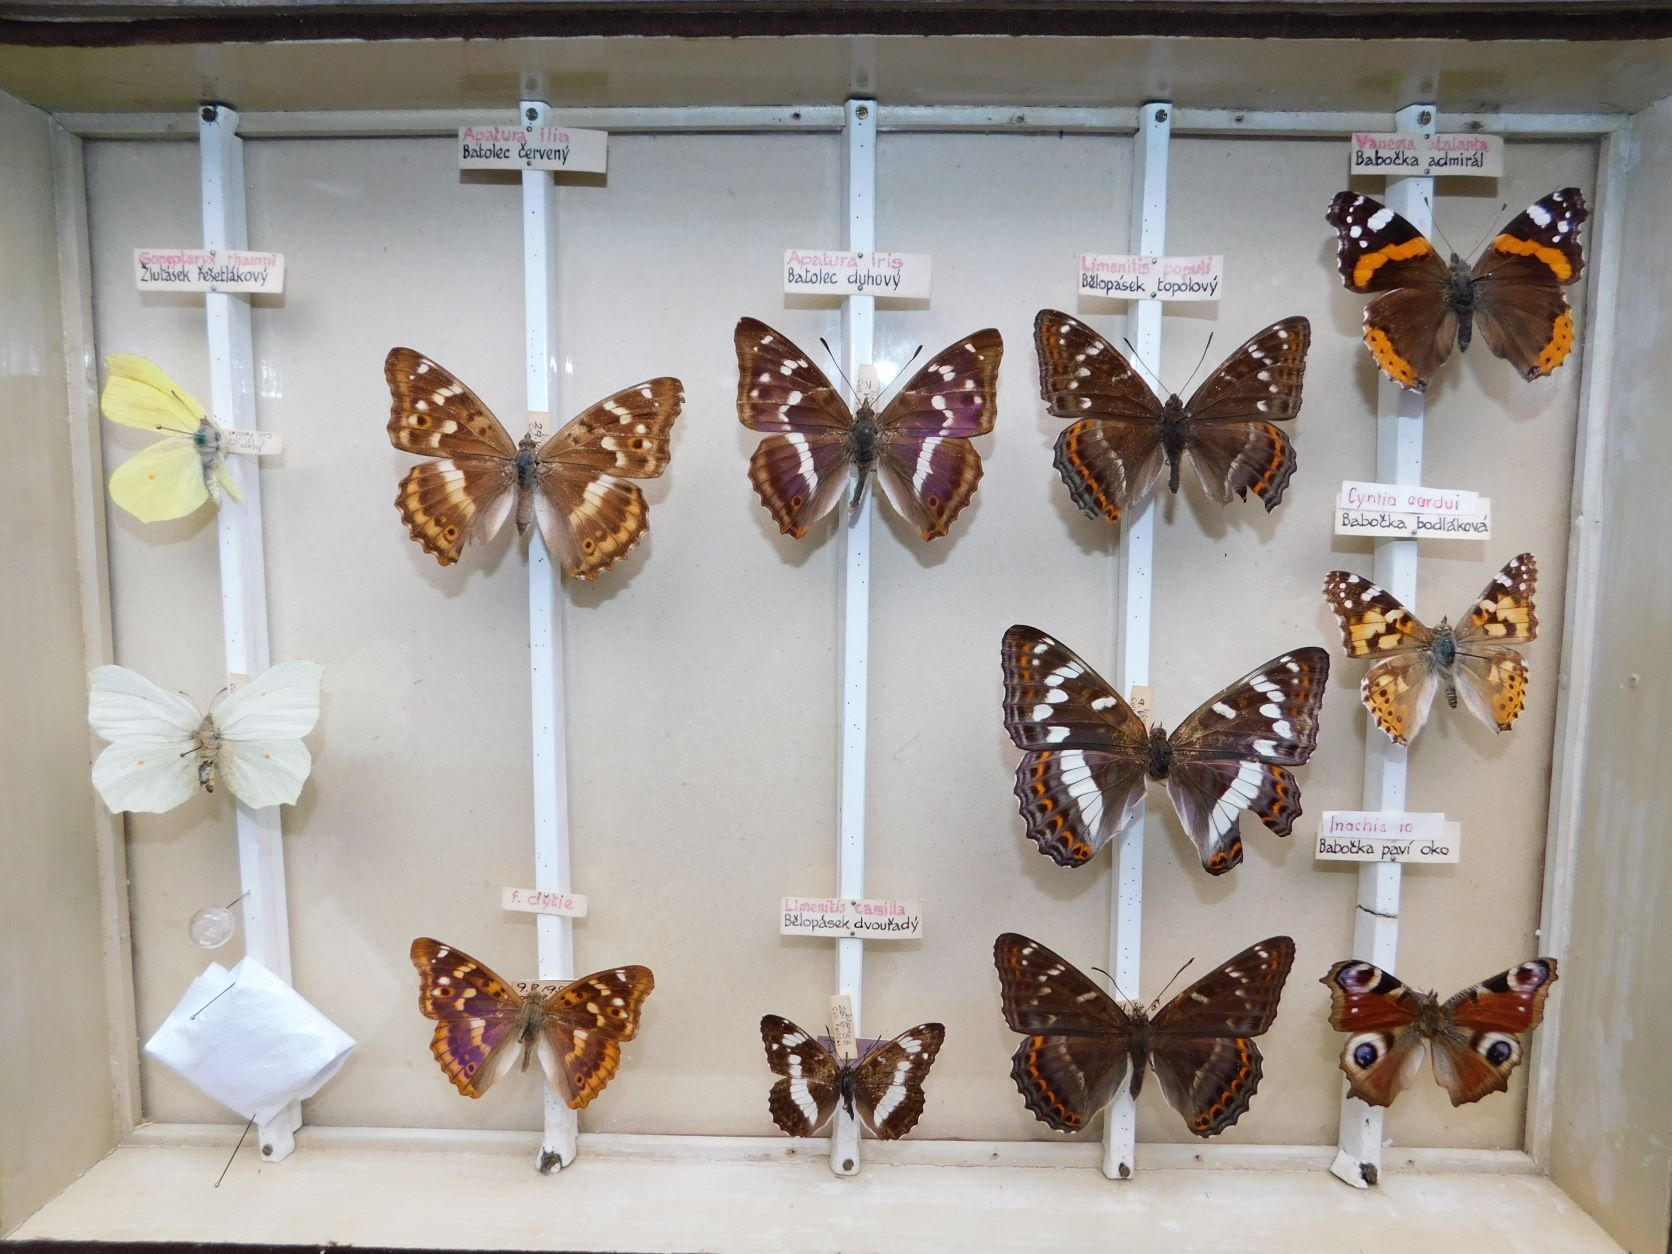 Gonepteryx rhamni
Žlutásek řešetlákový
Apatura ilia
Batolec červený
f. clytie
Apatura iris
Batolec duhový
Limenitis camilla
Bělopásek dvouřadý
Limenitis populi
Bělopásek topolový
Vanessa atalanta
Babočka admirál
Cyntia cardui
Babočka bodláková
Inachis io
Babočka paví oko